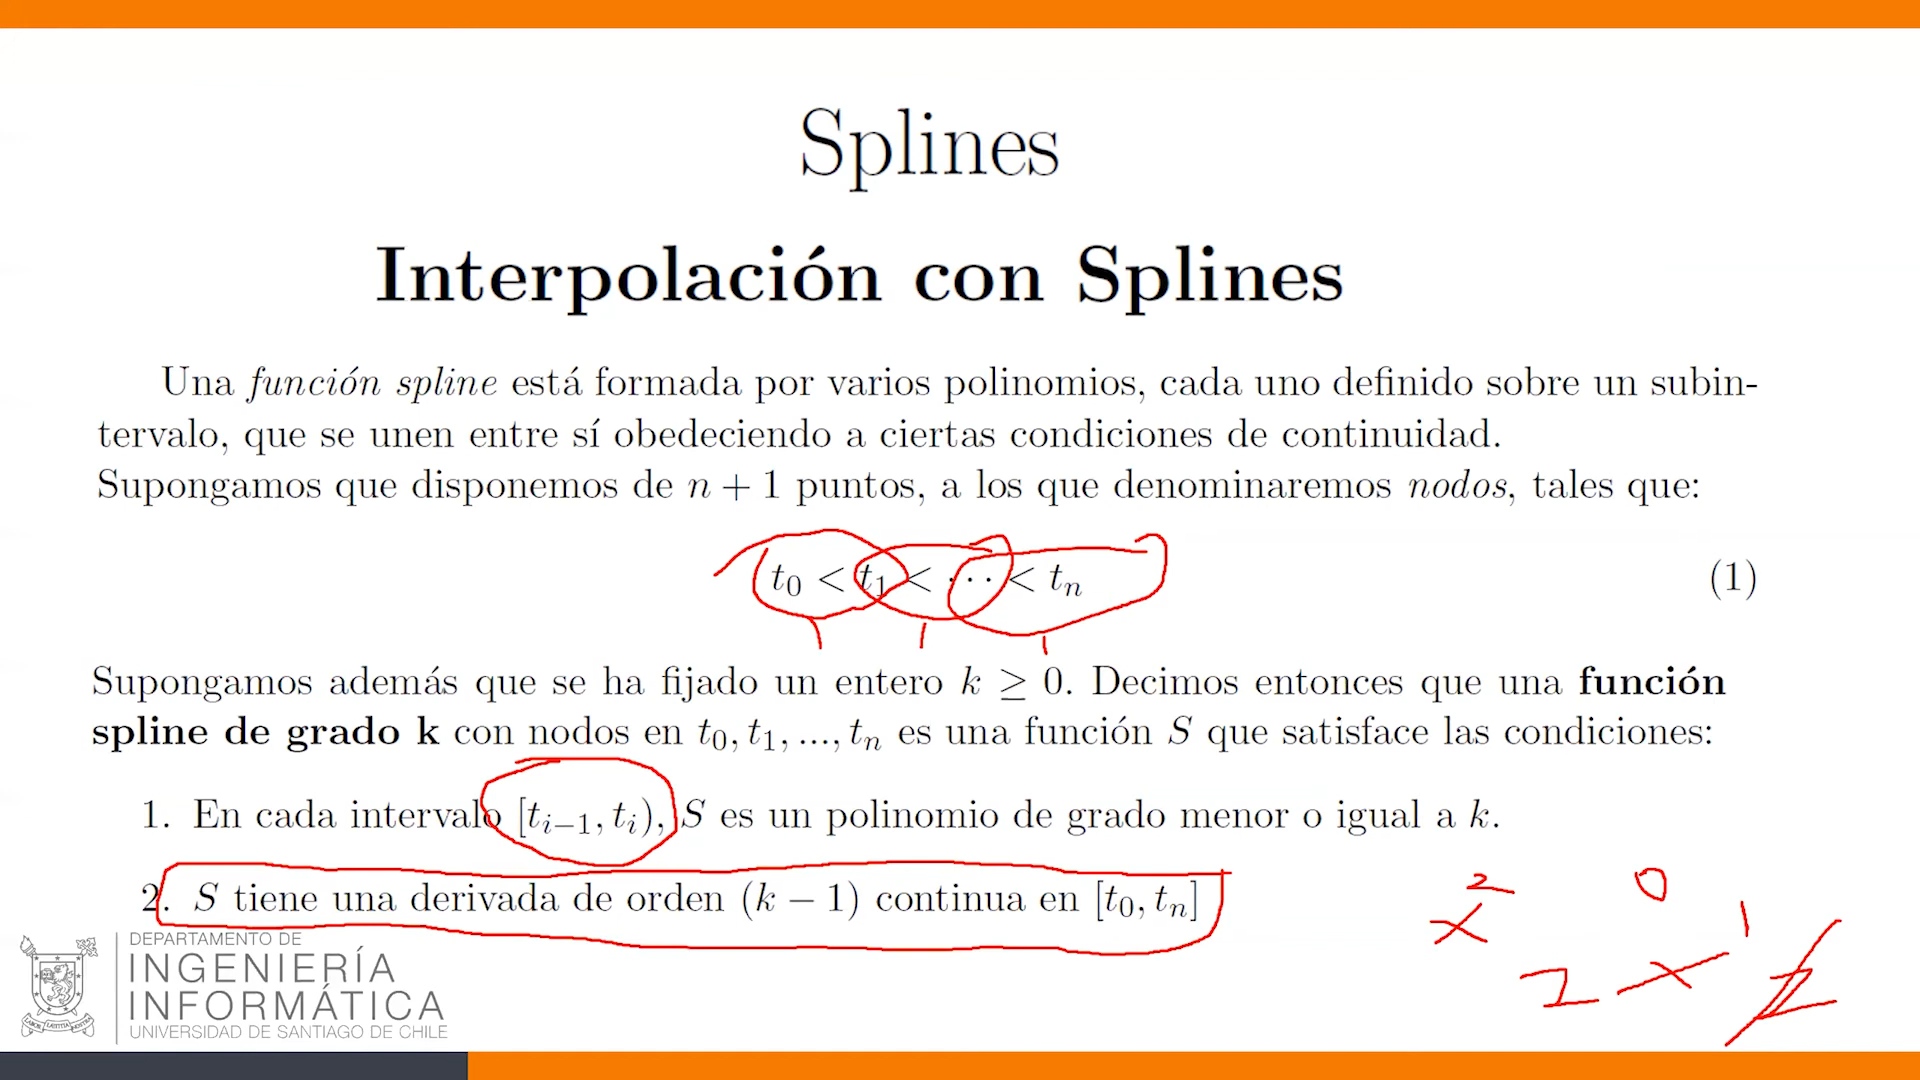 Splines
Interpolación con Splines
Una función spline está formada por varios polinomios, cada uno definido sobre un subin-
tervalo, que se unen entre sí obedeciendo a ciertas condiciones de continuidad.
Supongamos que disponemos de n + 1 puntos, a los que denominaremos nodos, tales que:
t₀ < t₁ < ··· < tₙ (1)
Supongamos además que se ha fijado un entero k ≥ 0. Decimos entonces que una función
spline de grado k con nodos en t₀, t₁, ..., tₙ es una función S que satisface las condiciones:
1. En cada intervalo [tᵢ₋₁, tᵢ), S es un polinomio de grado menor o igual a k.
2. S tiene una derivada de orden (k − 1) continua en [t₀, tₙ]
x² 0
2x 1
2
DEPARTAMENTO DE
INGENIERÍA
INFORMÁTICA
UNIVERSIDAD DE SANTIAGO DE CHILE